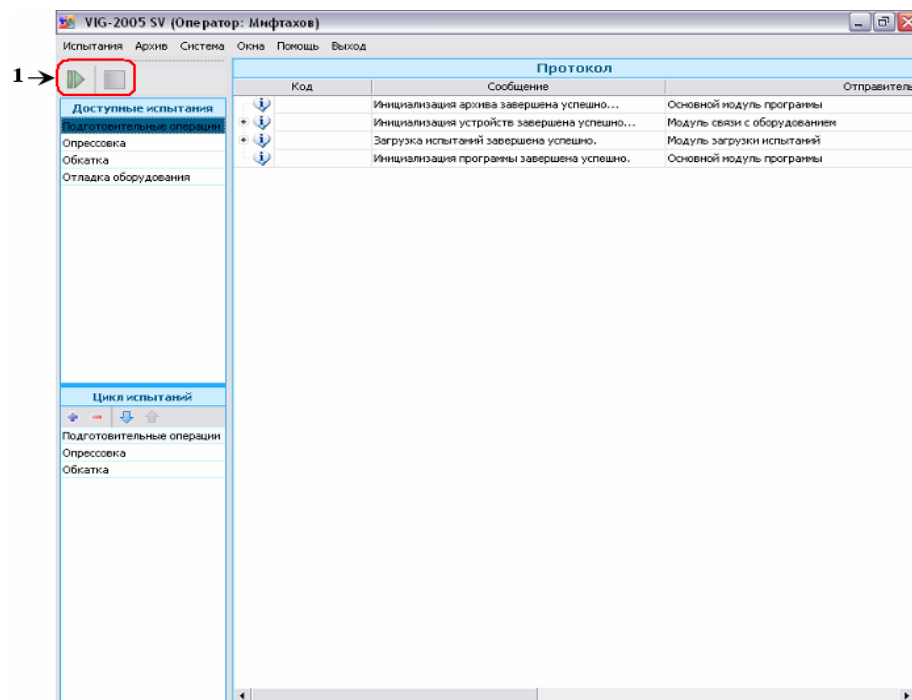 VIG-2005 SV (Оператор: Мифтахов)
Испытания Архив Система Окна Помощь Выход
1
Протокол
Код Сообщение Отправитель
Инициализация архива завершена успешно... Основной модуль программы
Инициализация устройств завершена успешно... Модуль связи с оборудованием
Загрузка испытаний завершена успешно. Модуль загрузки испытаний
Инициализация программы завершена успешно. Основной модуль программы
Доступные испытания
Подготовительные операции
Опрессовка
Обкатка
Отладка оборудования
Цикл испытаний
Подготовительные операции
Опрессовка
Обкатка